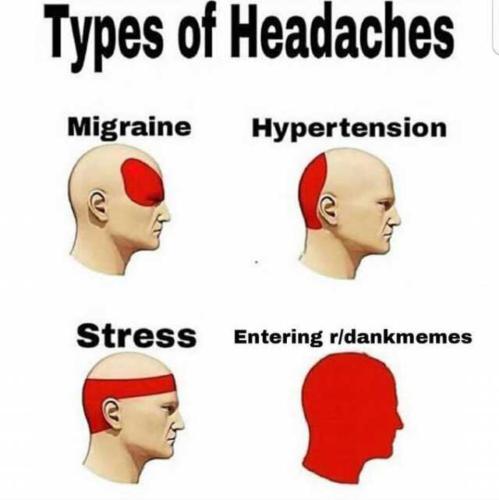 Types of Headaches
Migraine
Hypertension
Stress
Entering r/dankmemes